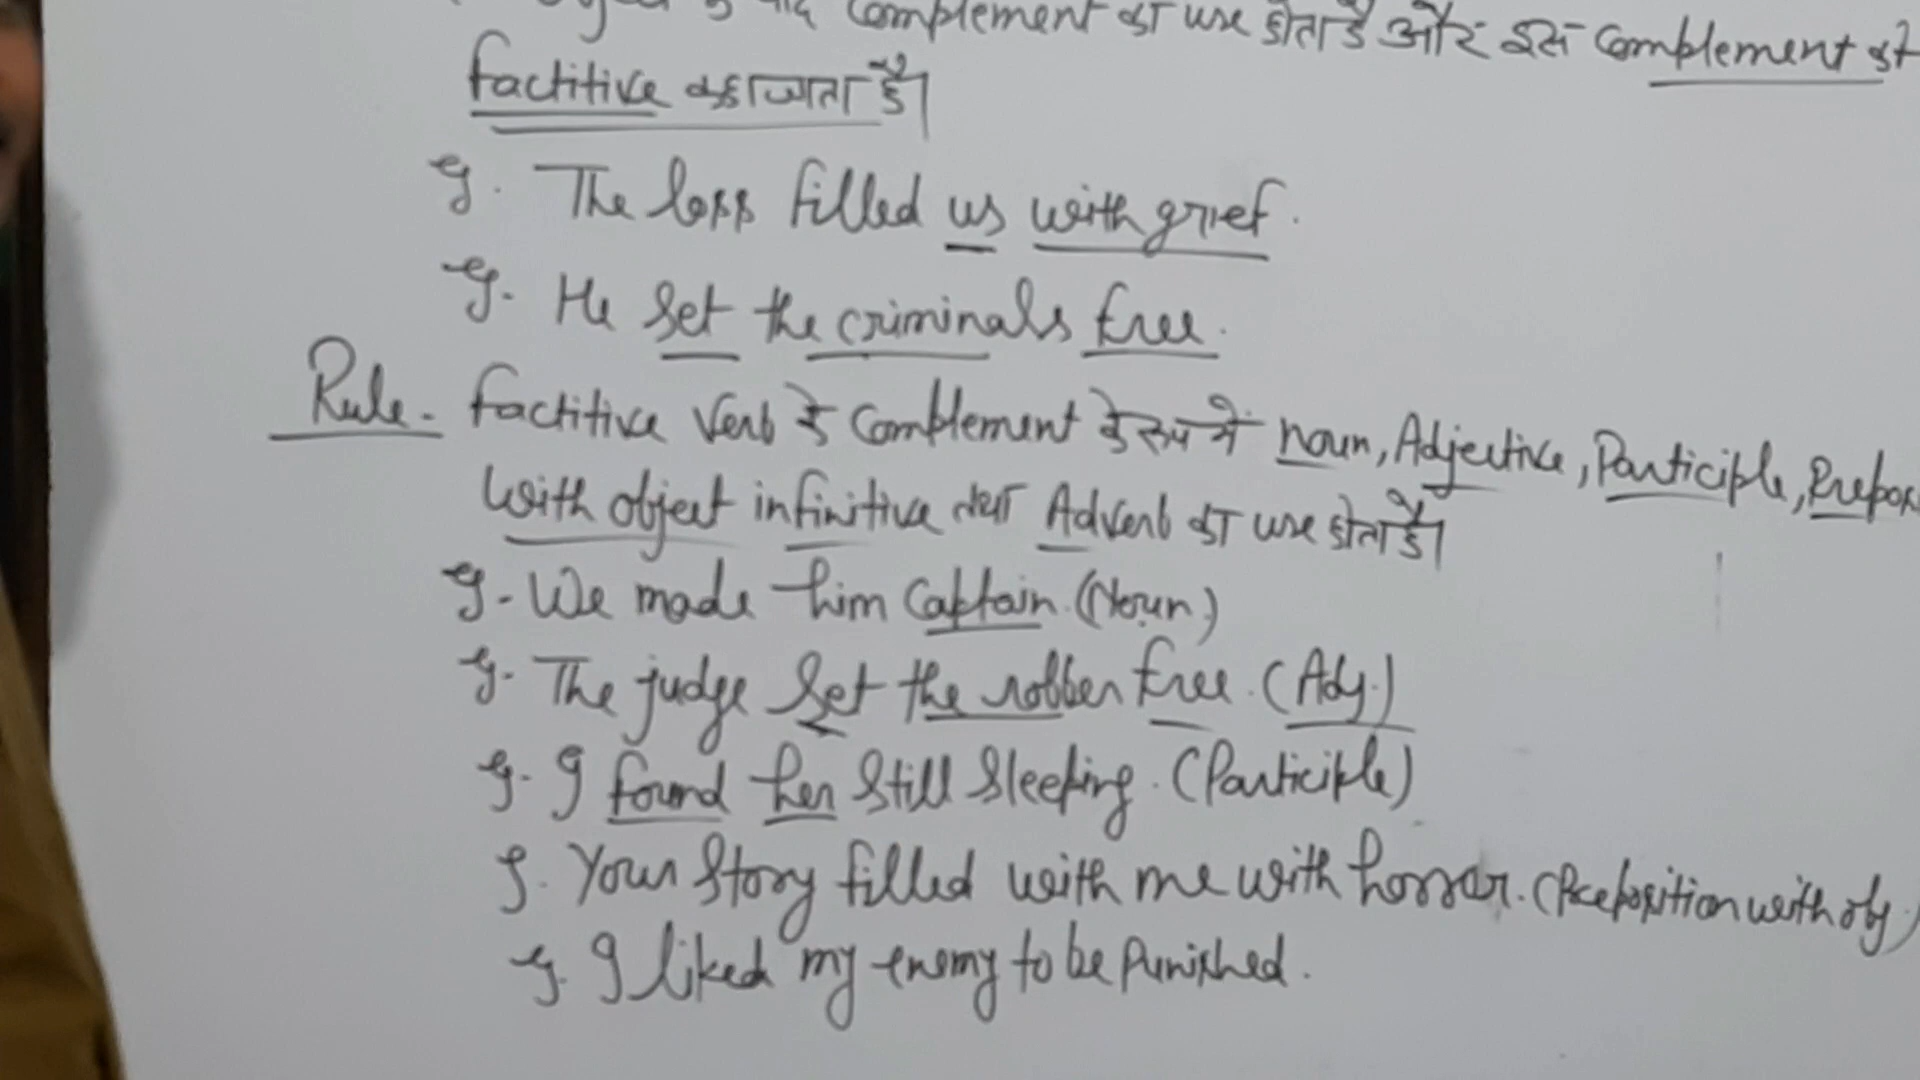 के बाद Complement का use होता है और इस Complement को
factitive कहा जाता है।
eg. The loss filled us with grief.
eg. He set the criminals free.
Rule - factitive Verb के Complement के रूप में noun, Adjective, Participle,
with object infinitive तथा Adverb का use होता है।
eg - We made him Captain. (Noun)
eg - The judge set the robber free. (Adj.)
eg - I found her still sleeping. (Participle)
eg. Your story filled with me with horror. (Preposition with obj.)
eg. I liked my enemy to be punished.